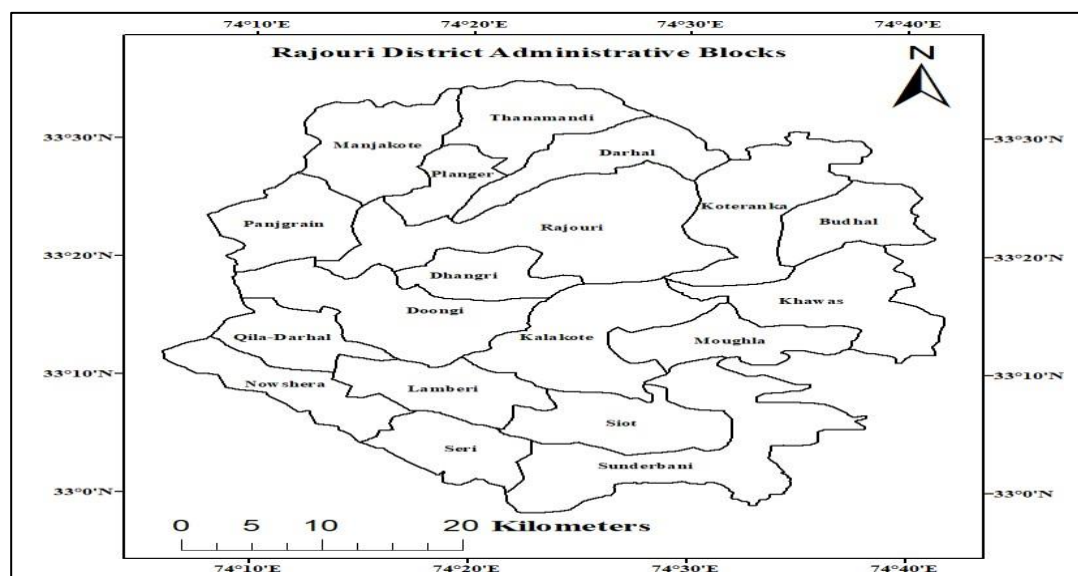 74°10'E 74°20'E 74°30'E 74°40'E
Rajouri District Administrative Blocks
N
33°30'N 33°30'N
Thanamandi
Manjakote
Darhal
Planger
Koteranka
Panjgrain
Budhal
Rajouri
33°20'N 33°20'N
Dhangri
Khawas
Doongi
Qila-Darhal
Kalakote
Moughla
33°10'N 33°10'N
Nowshera
Lamberi
Siot
Seri
Sunderbani
33°0'N 33°0'N
0 5 10 20 Kilometers
74°10'E 74°20'E 74°30'E 74°40'E